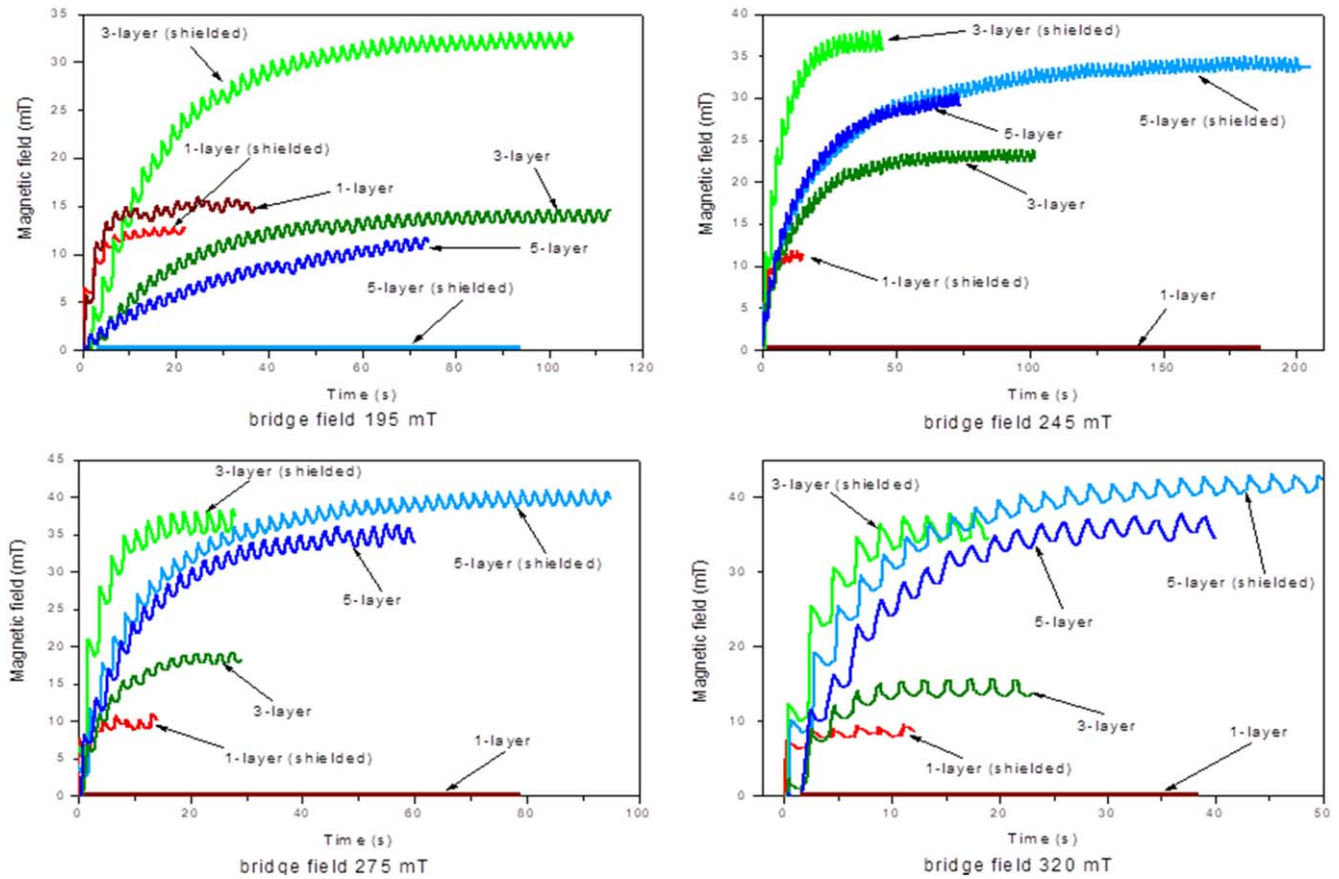 35
30
25
20
15
10
5
0
Magnetic field (mT)
3-layer (shielded)
1-layer (shielded)
1-layer
3-layer
5-layer
5-layer (shielded)
0 20 40 60 80 100 120
Time (s)
bridge field 195 mT
40
35
30
25
20
15
10
5
0
Magnetic field (mT)
3-layer (shielded)
5-layer (shielded)
5-layer
3-layer
1-layer (shielded)
1-layer
0 50 100 150 200
Time (s)
bridge field 245 mT
45
40
35
30
25
20
15
10
5
0
Magnetic field (mT)
3-layer (shielded)
5-layer (shielded)
5-layer
3-layer
1-layer (shielded)
1-layer
0 20 40 60 80 100
Time (s)
bridge field 275 mT
40
30
20
10
0
Magnetic field (mT)
3-layer (shielded)
5-layer (shielded)
5-layer
3-layer
1-layer (shielded)
1-layer
0 10 20 30 40 50
Time (s)
bridge field 320 mT